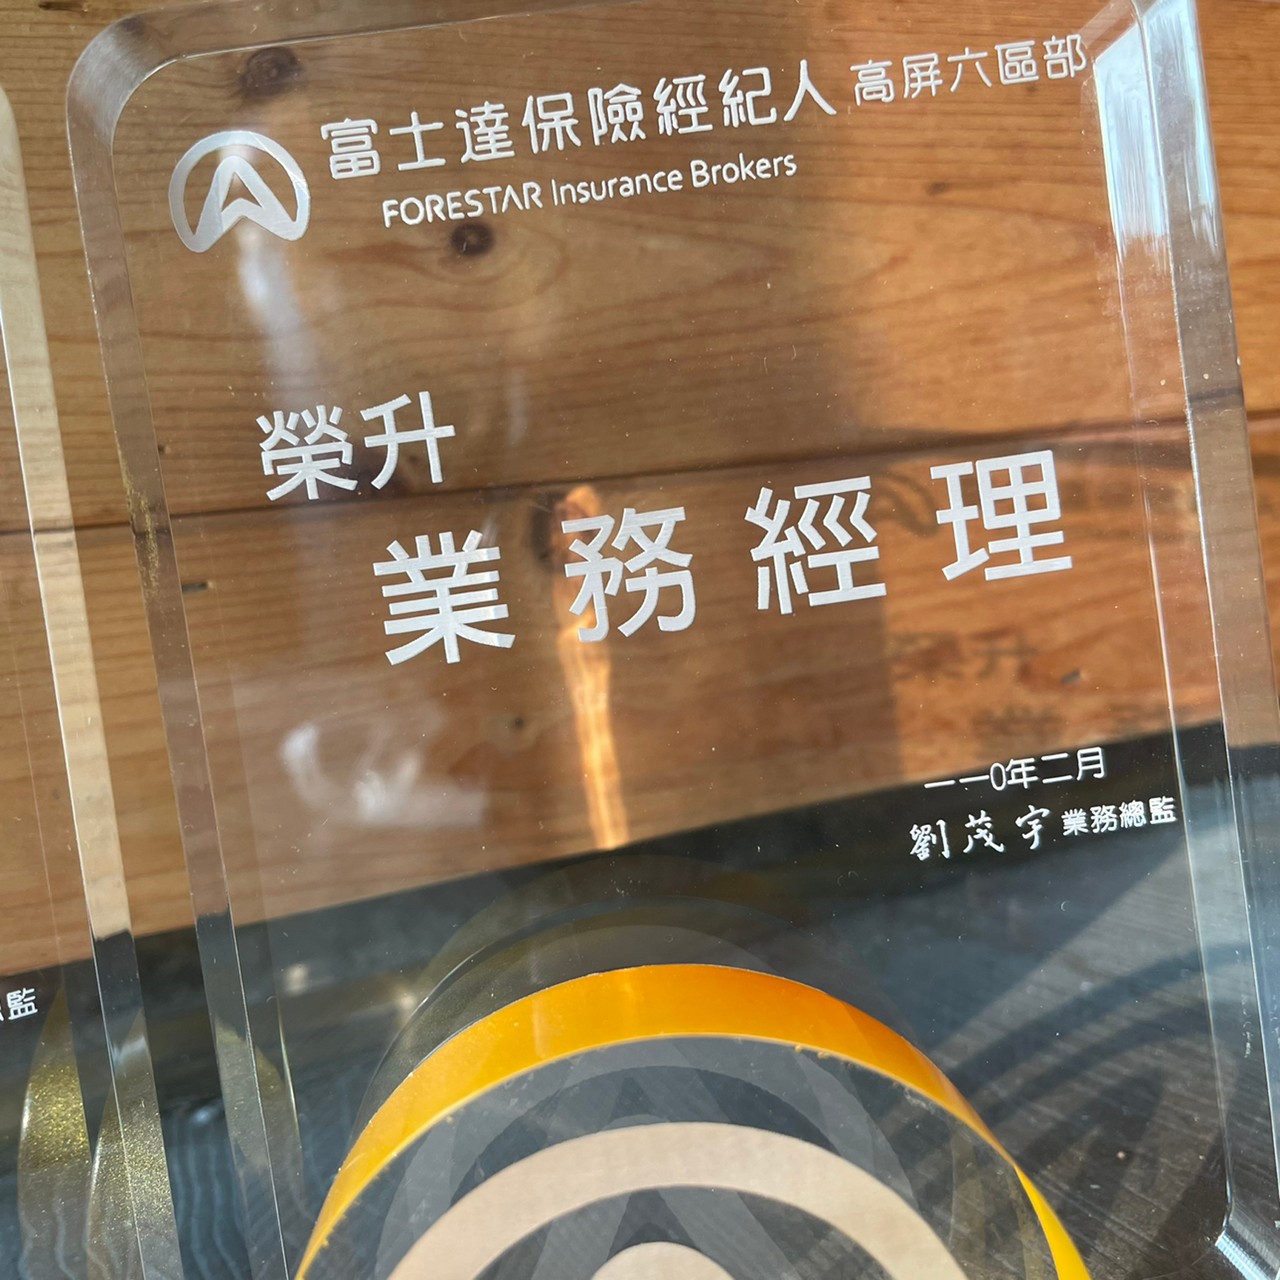 富士達保險經紀人 高屏六區部
FORESTAR Insurance Brokers
榮升
業務經理
一一0年二月
劉茂宇 業務總監
監